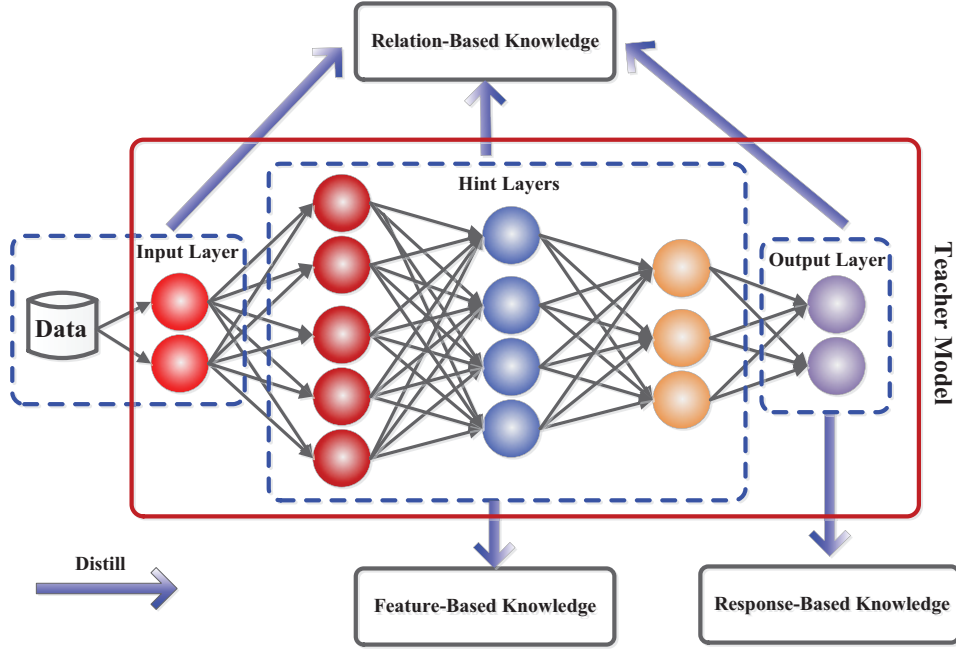 Relation-Based Knowledge
Hint Layers
Input Layer
Output Layer
Data
Teacher Model
Distill
Feature-Based Knowledge
Response-Based Knowledge